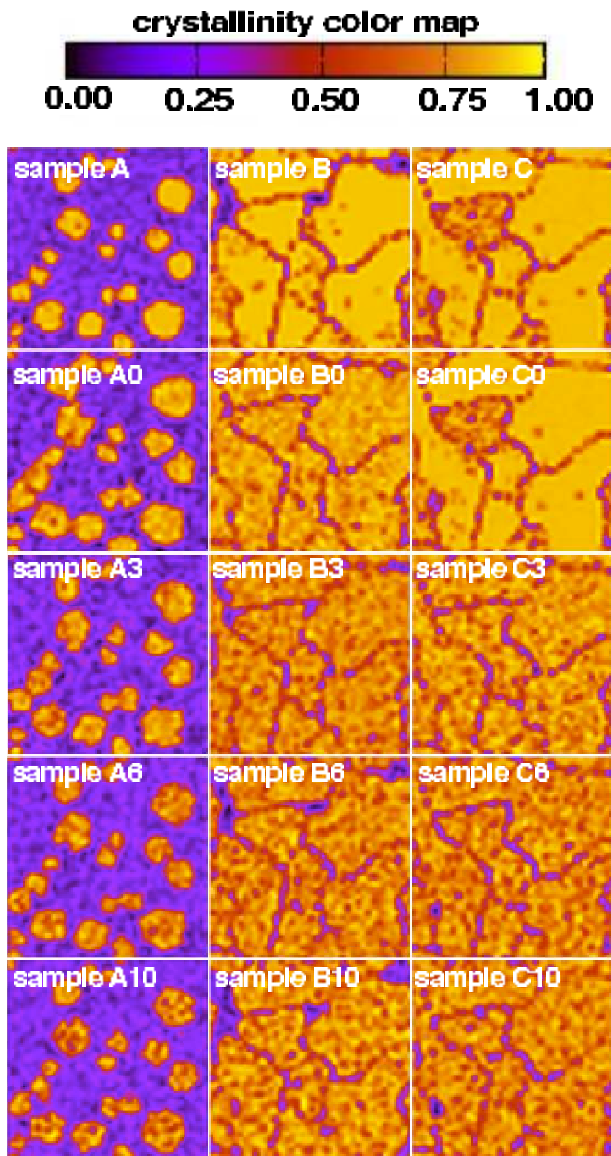 crystallinity color map
0.00 0.25 0.50 0.75 1.00
sample A sample B sample C
sample A0 sample B0 sample C0
sample A3 sample B3 sample C3
sample A6 sample B6 sample C6
sample A10 sample B10 sample C10